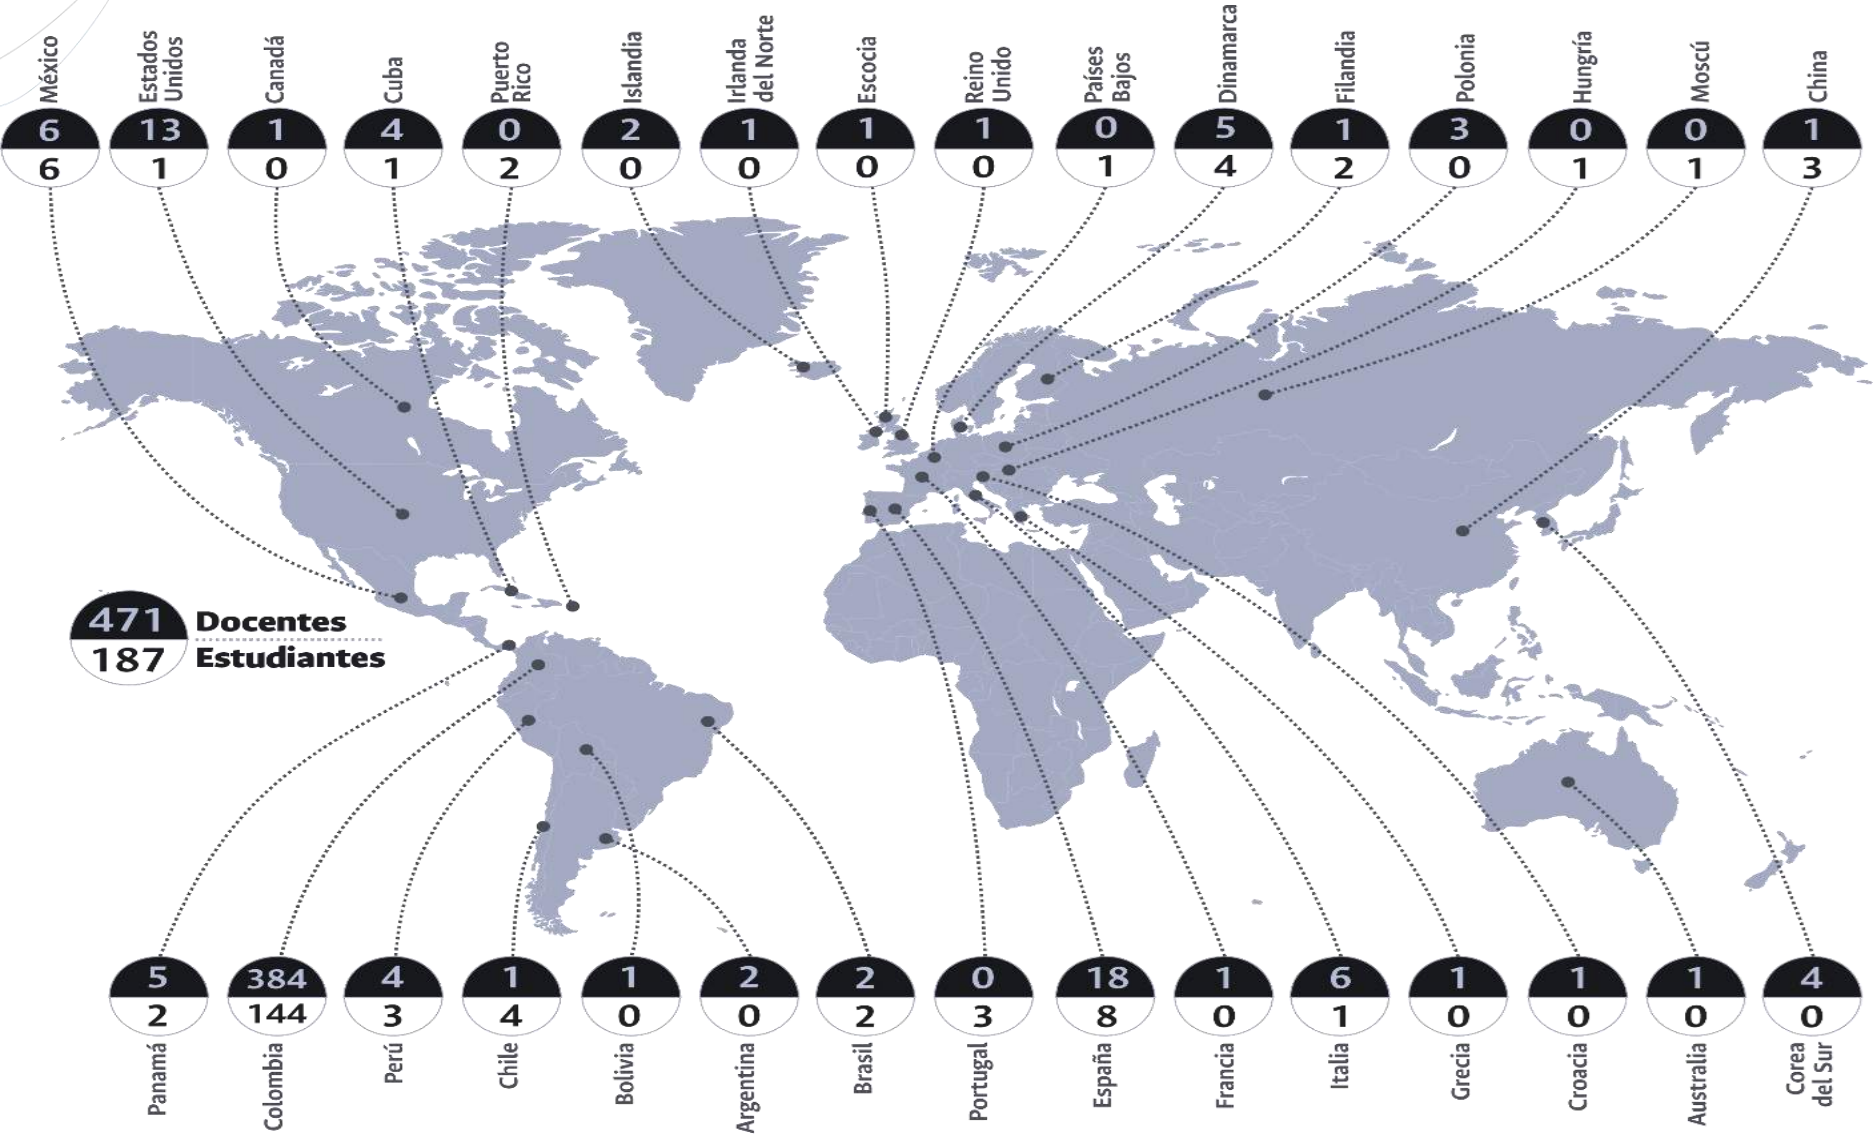 México
Estados
Unidos
Canadá
Cuba
Puerto
Rico
Islandia
Irlanda
del Norte
Escocia
Reino
Unido
Países
Bajos
Dinamarca
Filandia
Polonia
Hungría
Moscú
China
6 13 1 4 0 2 1 1 1 0 5 1 3 0 0 1
6 1 0 1 2 0 0 0 0 1 4 2 0 1 1 3
471 Docentes
187 Estudiantes
5 384 4 1 1 2 2 0 18 1 6 1 1 1 4
2 144 3 4 0 0 2 3 8 0 1 0 0 0 0
Panamá
Colombia
Perú
Chile
Bolivia
Argentina
Brasil
Portugal
España
Francia
Italia
Grecia
Croacia
Australia
Corea
del Sur